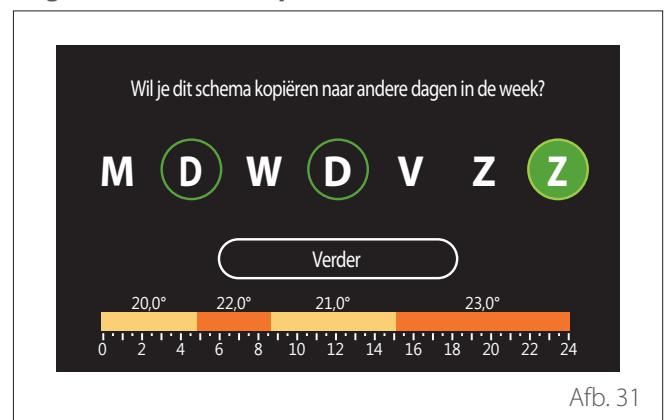 Wil je dit schema kopiëren naar andere dagen in de week?
M D W D V Z Z
Verder
20,0° 22,0° 21,0° 23,0°
0 2 4 6 8 10 12 14 16 18 20 22 24
Afb. 31